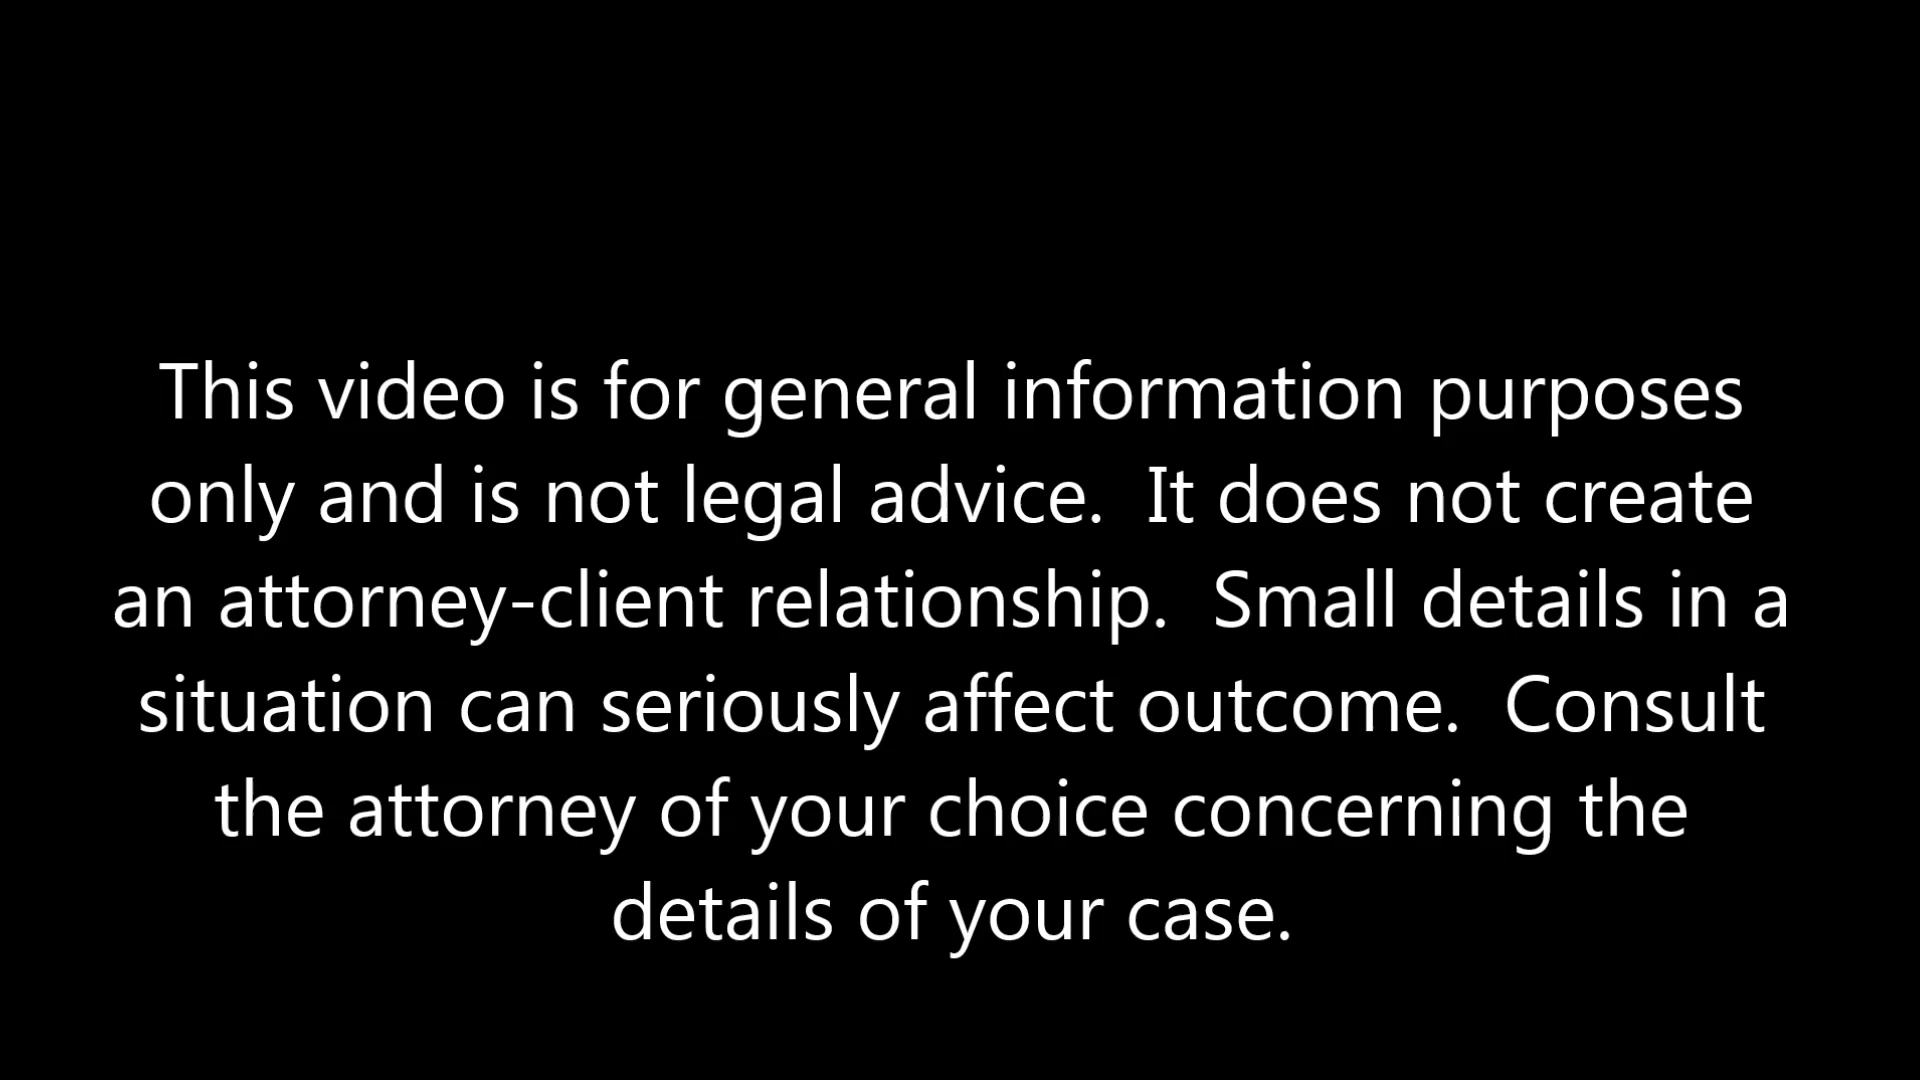 This video is for general information purposes
only and is not legal advice.  It does not create
an attorney-client relationship.  Small details in a
situation can seriously affect outcome.  Consult
the attorney of your choice concerning the
details of your case.